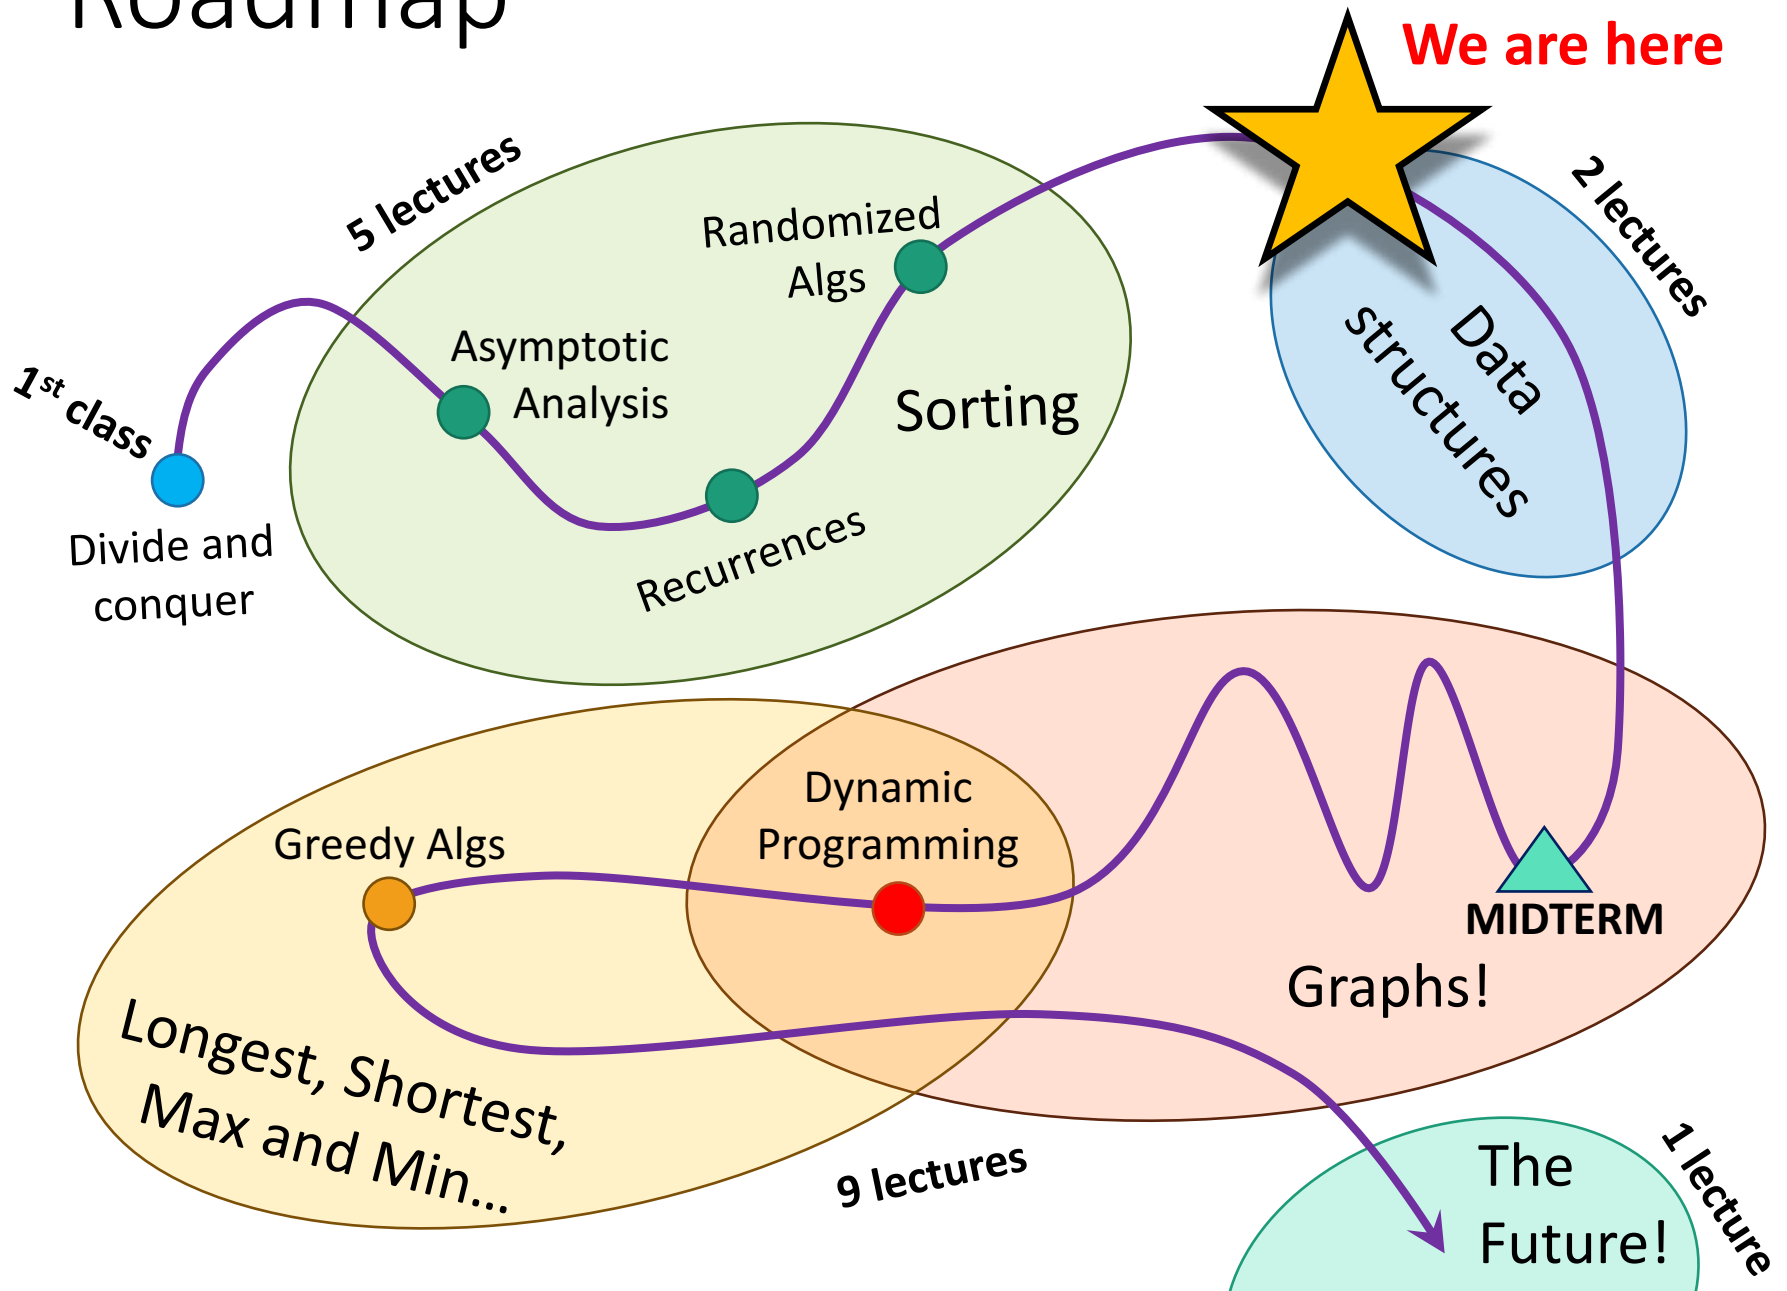 Roadmap
We are here
5 lectures
2 lectures
Randomized
Algs
Asymptotic
Analysis
Sorting
Data
structures
1st class
Divide and
conquer
Recurrences
Dynamic
Programming
Greedy Algs
MIDTERM
Graphs!
Longest, Shortest,
Max and Min...
9 lectures
The
Future!
1 lecture